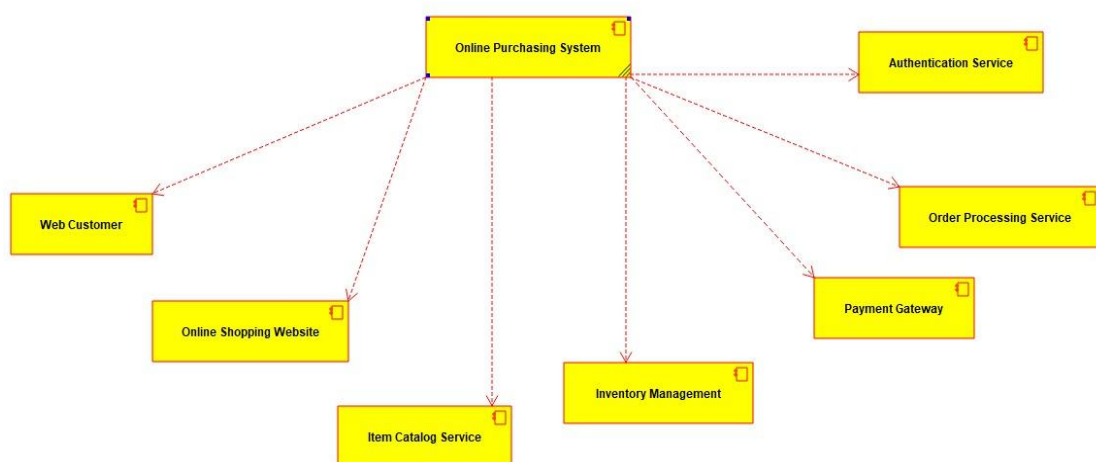 Online Purchasing System
Authentication Service
Web Customer
Order Processing Service
Online Shopping Website
Payment Gateway
Item Catalog Service
Inventory Management